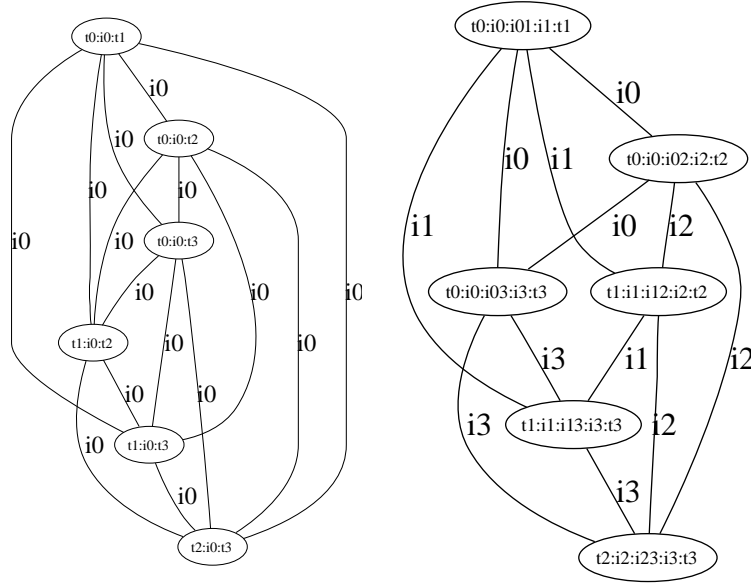 t0:i0:t1
i0
t0:i0:t2
i0
i0
i0
i0
t0:i0:t3
i0
i0
i0
i0
t1:i0:t2
i0
i0
i0
i0
i0
t1:i0:t3
i0
t2:i0:t3
t0:i0:i01:i1:t1
i0
t0:i0:i02:i2:t2
i0
i1
i1
i0
i2
t0:i0:i03:i3:t3
t1:i1:i12:i2:t2
i3
i1
i2
t1:i1:i13:i3:t3
i3
i2
i3
t2:i2:i23:i3:t3